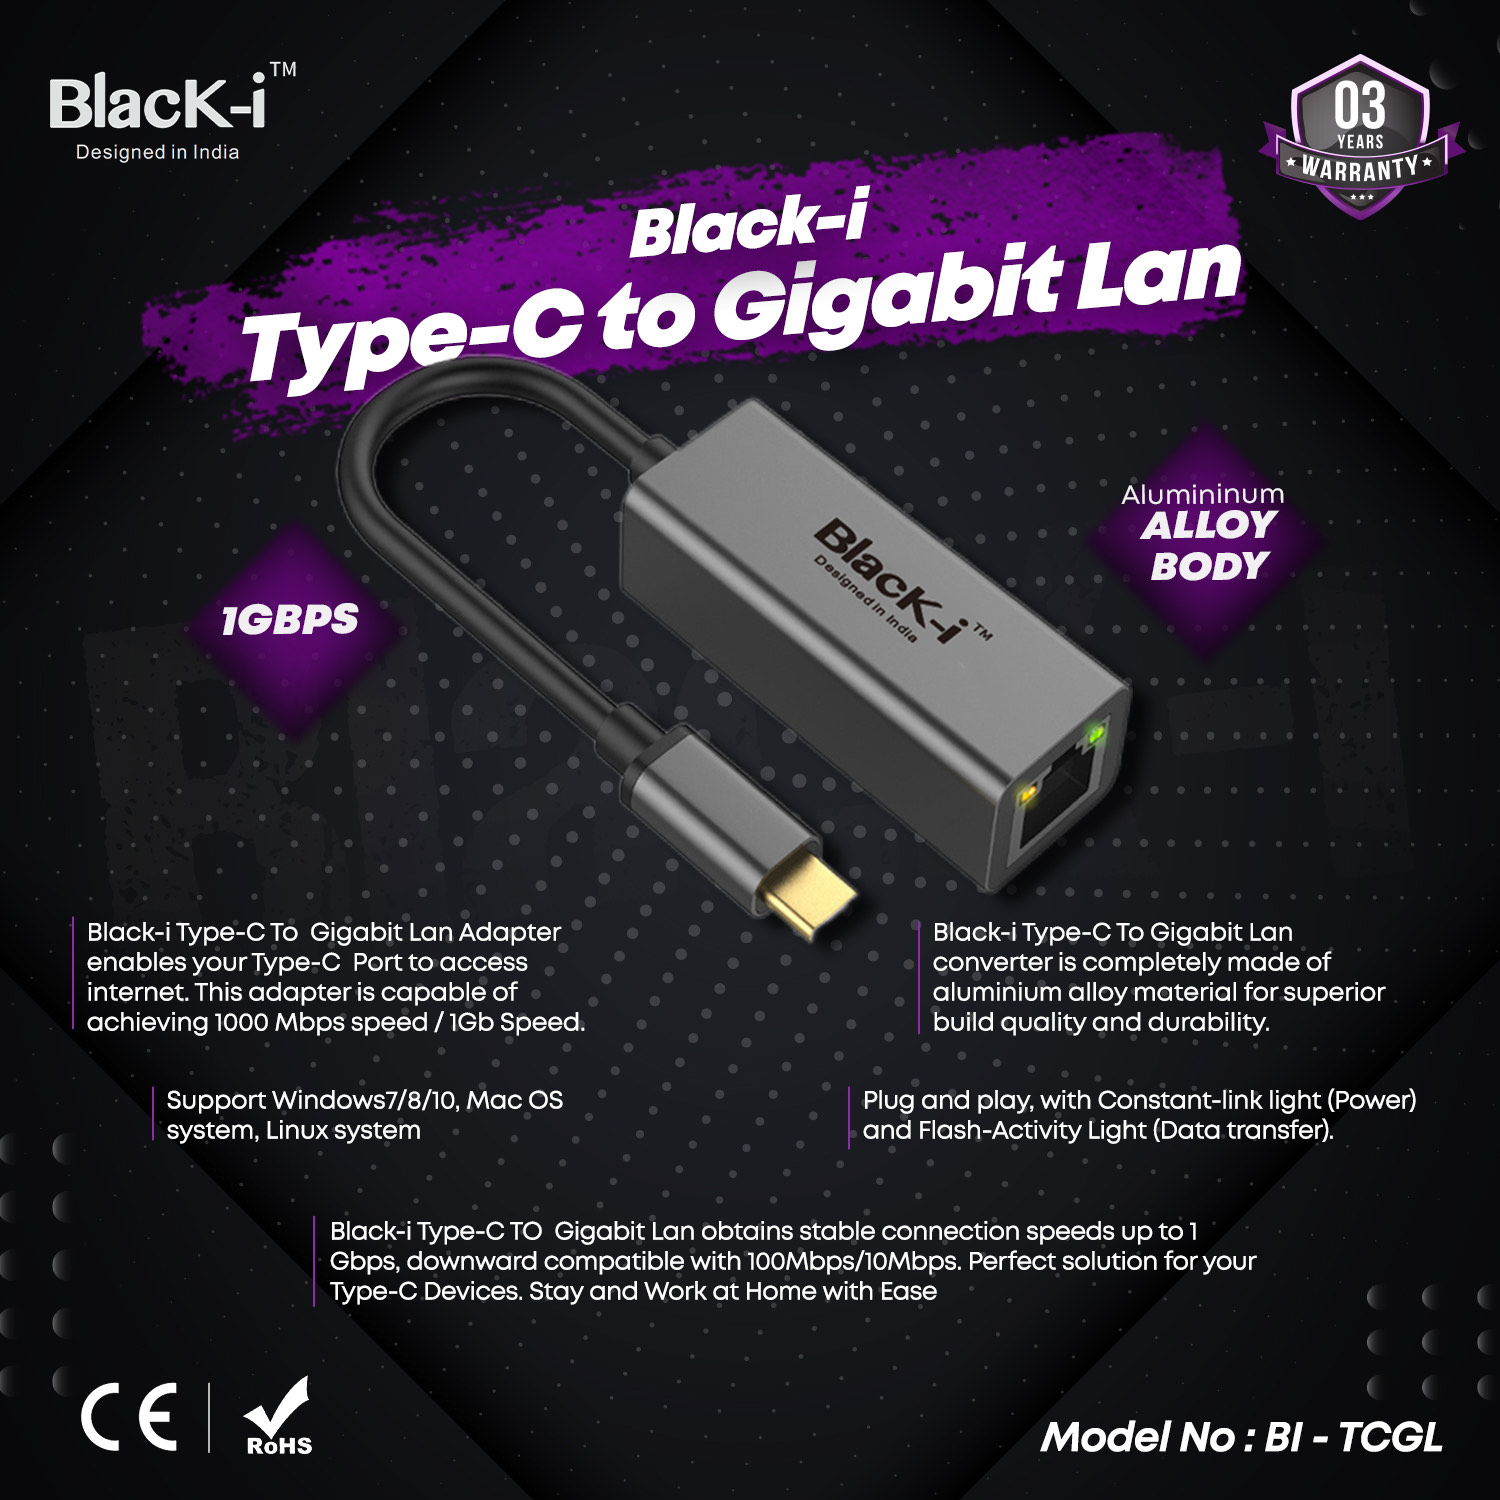 BlacK-i™
Designed in India
03
YEARS
WARRANTY
Black-i
Type-C to Gigabit Lan
Alumininum
ALLOY
BODY
1GBPS
BlacK-i™
Designed in India
Black-i Type-C To Gigabit Lan Adapter
enables your Type-C Port to access
internet. This adapter is capable of
achieving 1000 Mbps speed / 1Gb Speed.
Black-i Type-C To Gigabit Lan
converter is completely made of
aluminium alloy material for superior
build quality and durability.
Support Windows7/8/10, Mac OS
system, Linux system
Plug and play, with Constant-link light (Power)
and Flash-Activity Light (Data transfer).
Black-i Type-C TO Gigabit Lan obtains stable connection speeds up to 1
Gbps, downward compatible with 100Mbps/10Mbps. Perfect solution for your
Type-C Devices. Stay and Work at Home with Ease
CE
RoHS
Model No : BI - TCGL